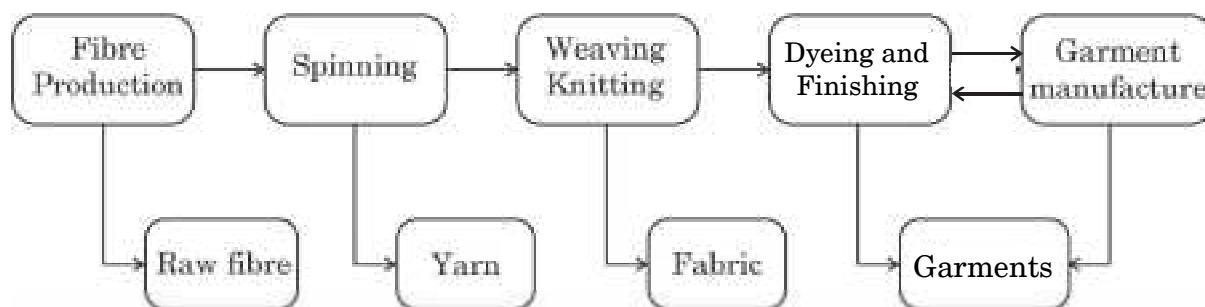 Fibre
Production
Spinning
Weaving
Knitting
Dyeing and
Finishing
Garment
manufacture
Raw fibre
Yarn
Fabric
Garments